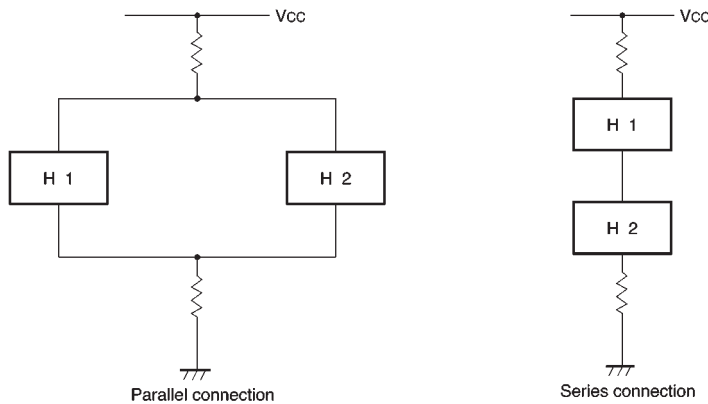 VCC
H 1
H 2
Parallel connection
VCC
H 1
H 2
Series connection